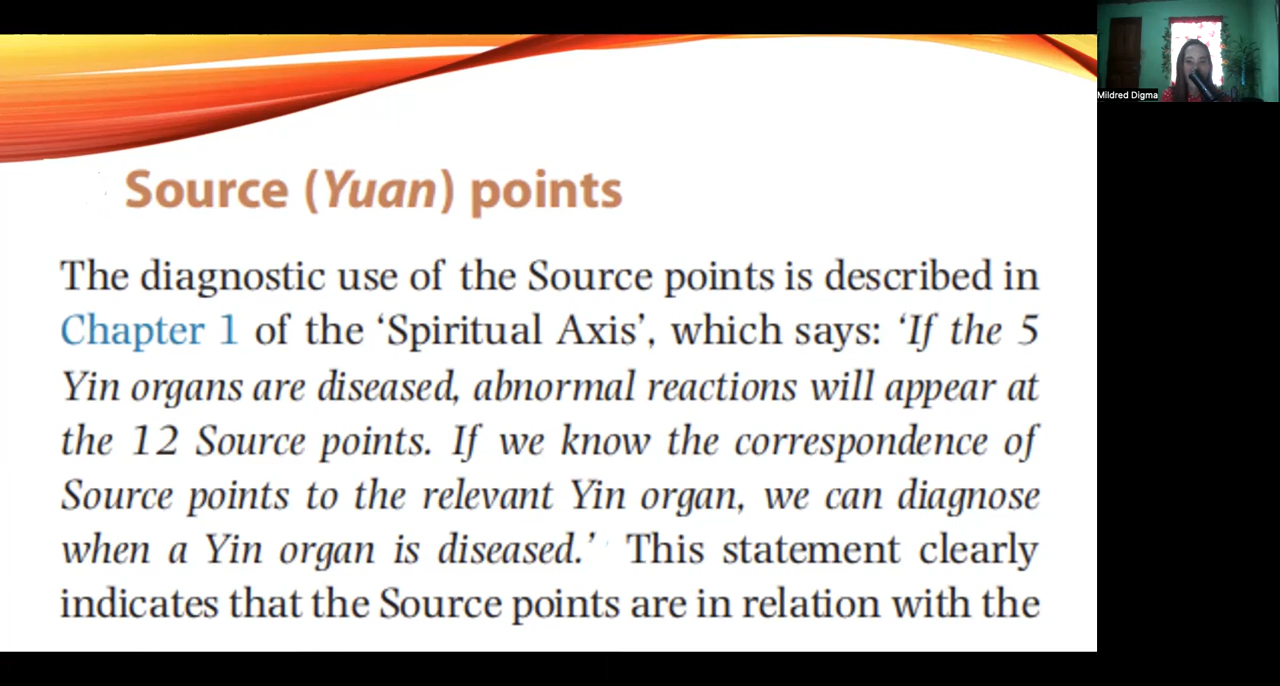 Mildred Digma
Source (Yuan) points
The diagnostic use of the Source points is described in
Chapter 1 of the ‘Spiritual Axis’, which says: ‘If the 5
Yin organs are diseased, abnormal reactions will appear at
the 12 Source points. If we know the correspondence of
Source points to the relevant Yin organ, we can diagnose
when a Yin organ is diseased.’ This statement clearly
indicates that the Source points are in relation with the